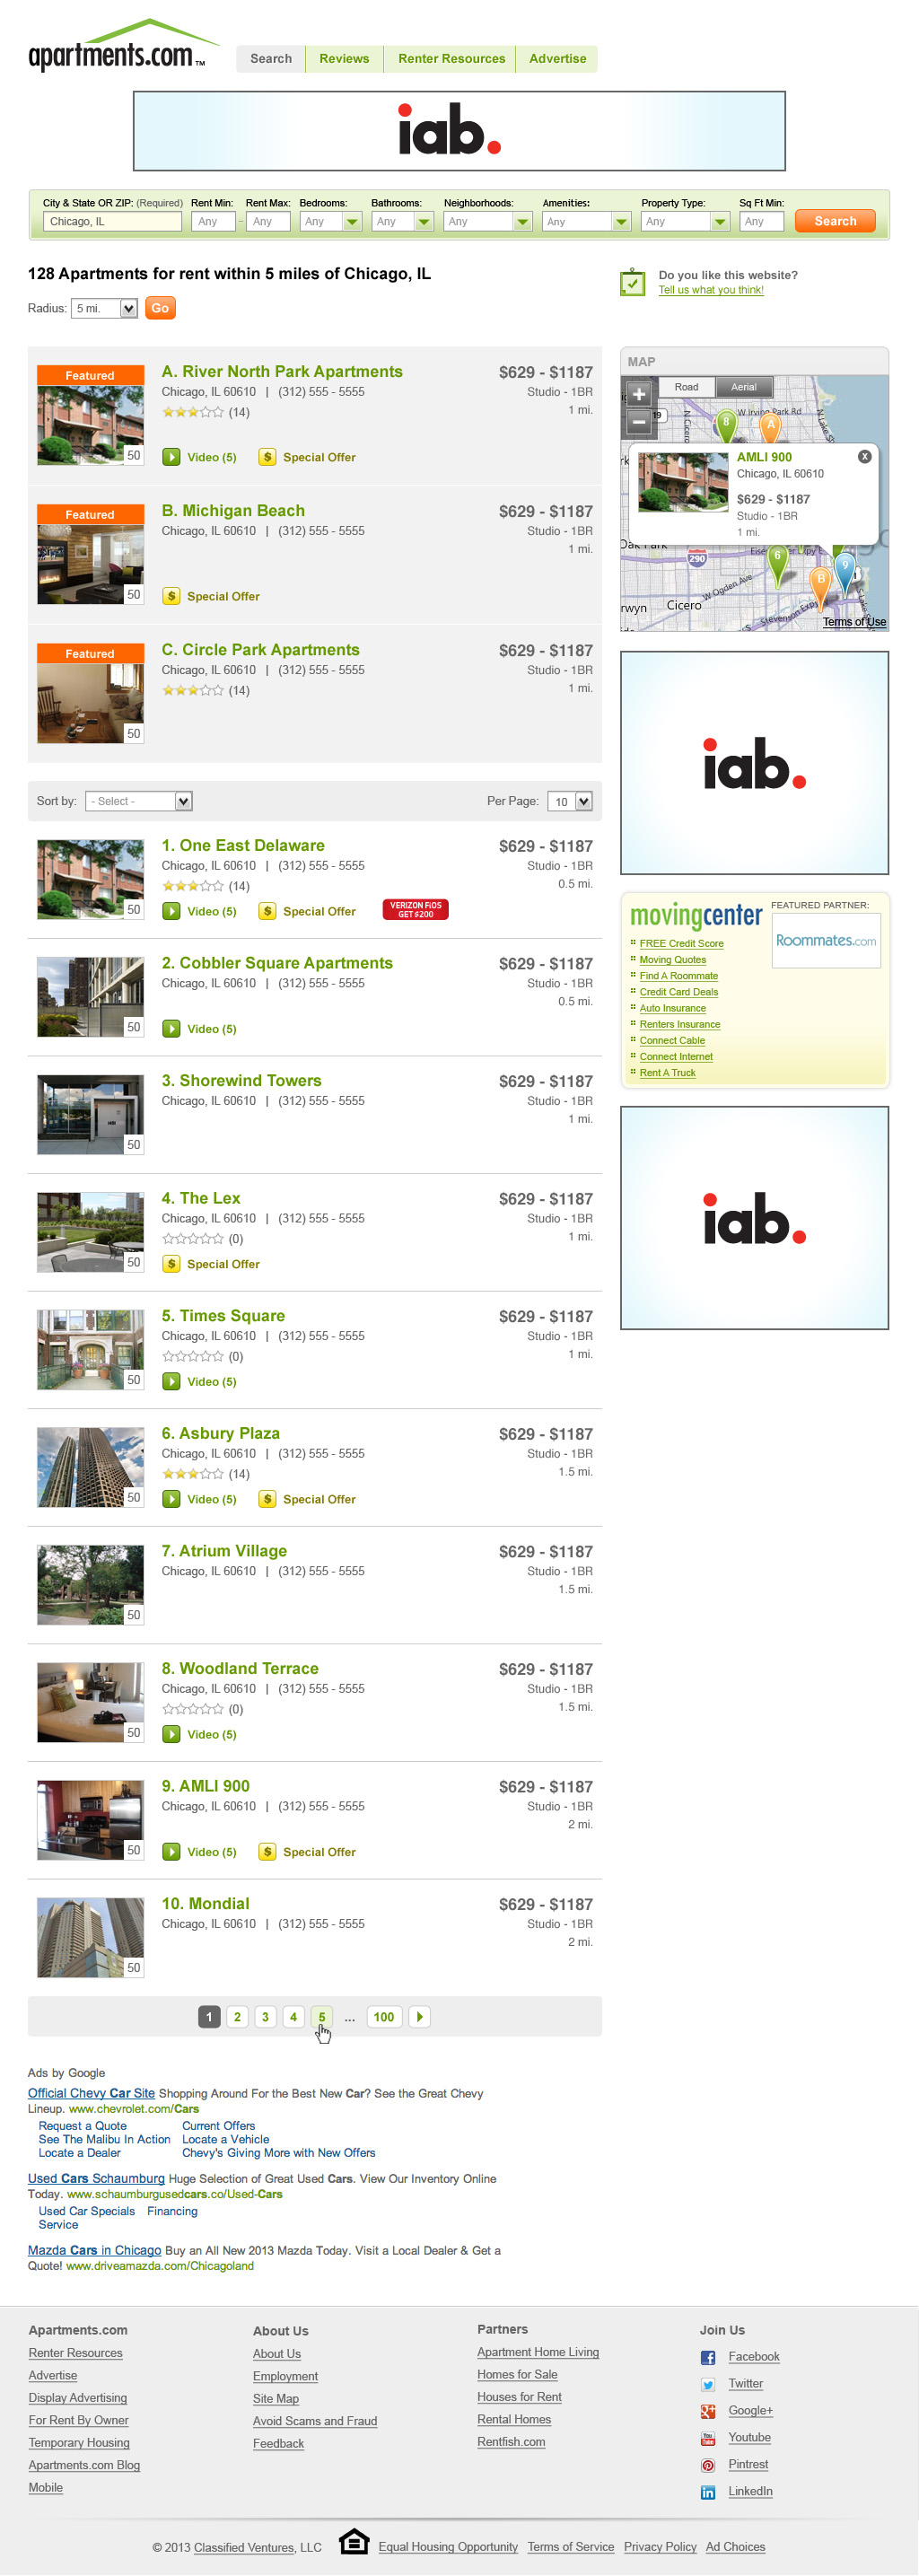 apartments.com™
Search Reviews Renter Resources Advertise
iab.
City & State OR ZIP: (Required) Rent Min: Rent Max: Bedrooms: Bathrooms: Neighborhoods: Amenities: Property Type: Sq Ft Min:
Chicago, IL Any – Any Any Any Any Any Any Any Search
128 Apartments for rent within 5 miles of Chicago, IL
Radius: 5 mi. Go
Do you like this website?
Tell us what you think!
Featured
50
A. River North Park Apartments $629 - $1187
Chicago, IL 60610 | (312) 555 - 5555 Studio - 1BR
(14) 1 mi.
Video (5) $ Special Offer
Featured
50
B. Michigan Beach $629 - $1187
Chicago, IL 60610 | (312) 555 - 5555 Studio - 1BR
1 mi.
$ Special Offer
Featured
50
C. Circle Park Apartments $629 - $1187
Chicago, IL 60610 | (312) 555 - 5555 Studio - 1BR
(14) 1 mi.
Sort by: - Select - Per Page: 10
1. One East Delaware $629 - $1187
Chicago, IL 60610 | (312) 555 - 5555 Studio - 1BR
(14) 0.5 mi.
50 Video (5) $ Special Offer VERIZON FiOS
GET $200
2. Cobbler Square Apartments $629 - $1187
Chicago, IL 60610 | (312) 555 - 5555 Studio - 1BR
0.5 mi.
50 Video (5)
3. Shorewind Towers $629 - $1187
Chicago, IL 60610 | (312) 555 - 5555 Studio - 1BR
1 mi.
50
4. The Lex $629 - $1187
Chicago, IL 60610 | (312) 555 - 5555 Studio - 1BR
(0) 1 mi.
50 $ Special Offer
5. Times Square $629 - $1187
Chicago, IL 60610 | (312) 555 - 5555 Studio - 1BR
(0) 1 mi.
50 Video (5)
6. Asbury Plaza $629 - $1187
Chicago, IL 60610 | (312) 555 - 5555 Studio - 1BR
(14) 1.5 mi.
50 Video (5) $ Special Offer
7. Atrium Village $629 - $1187
Chicago, IL 60610 | (312) 555 - 5555 Studio - 1BR
1.5 mi.
50
8. Woodland Terrace $629 - $1187
Chicago, IL 60610 | (312) 555 - 5555 Studio - 1BR
(0) 1.5 mi.
50 Video (5)
9. AMLI 900 $629 - $1187
Chicago, IL 60610 | (312) 555 - 5555 Studio - 1BR
2 mi.
50 Video (5) $ Special Offer
10. Mondial $629 - $1187
Chicago, IL 60610 | (312) 555 - 5555 Studio - 1BR
2 mi.
50
1 2 3 4 5 ... 100
MAP
+ Road Aerial
− 19 N Cicero 8 W Irving Park Rd A N Lake Shore
AMLI 900 x
Chicago, IL 60610
$629 - $1187
Studio - 1BR
1 mi.
Oak Park
290 6 B 9
W Ogden Ave
Cicero Stevenson Expy
Terms of Use
iab.
movingcenter FEATURED PARTNER:
Roommates.com
FREE Credit Score
Moving Quotes
Find A Roommate
Credit Card Deals
Auto Insurance
Renters Insurance
Connect Cable
Connect Internet
Rent A Truck
iab.
Ads by Google
Official Chevy Car Site Shopping Around For the Best New Car? See the Great Chevy
Lineup. www.chevrolet.com/Cars
Request a Quote Current Offers
See The Malibu In Action Locate a Vehicle
Locate a Dealer Chevy's Giving More with New Offers
Used Cars Schaumburg Huge Selection of Great Used Cars. View Our Inventory Online
Today. www.schaumburgusedcars.co/Used-Cars
Used Car Specials Financing
Service
Mazda Cars in Chicago Buy an All New 2013 Mazda Today. Visit a Local Dealer & Get a
Quote! www.driveamazda.com/Chicagoland
Apartments.com
Renter Resources
Advertise
Display Advertising
For Rent By Owner
Temporary Housing
Apartments.com Blog
Mobile
About Us
About Us
Employment
Site Map
Avoid Scams and Fraud
Feedback
Partners
Apartment Home Living
Homes for Sale
Houses for Rent
Rental Homes
Rentfish.com
Join Us
Facebook
Twitter
Google+
Youtube
Pintrest
LinkedIn
© 2013 Classified Ventures, LLC Equal Housing Opportunity Terms of Service Privacy Policy Ad Choices